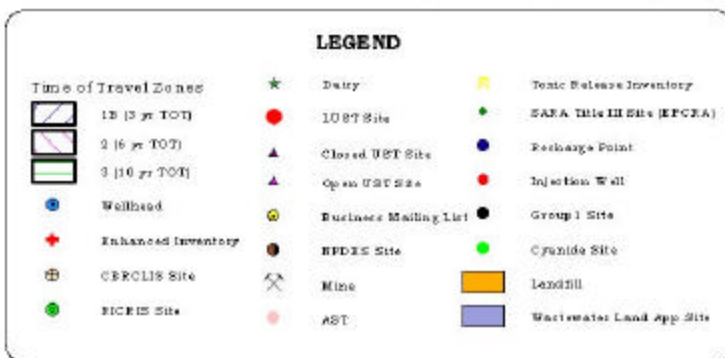 LEGEND
Time of Travel Zones
1B (3 yr TOT)
2 (6 yr TOT)
3 (10 yr TOT)
Wellhead
Enhanced Inventory
CERCLIS Site
RICRIS Site
Dairy
LUST Site
Closed UST Site
Open UST Site
Business Mailing List
NPDES Site
Mine
AST
Toxic Release Inventory
SARA Title III Site (EPCRA)
Recharge Point
Injection Well
Group 1 Site
Cyanide Site
Landfill
Wastewater Land App Site